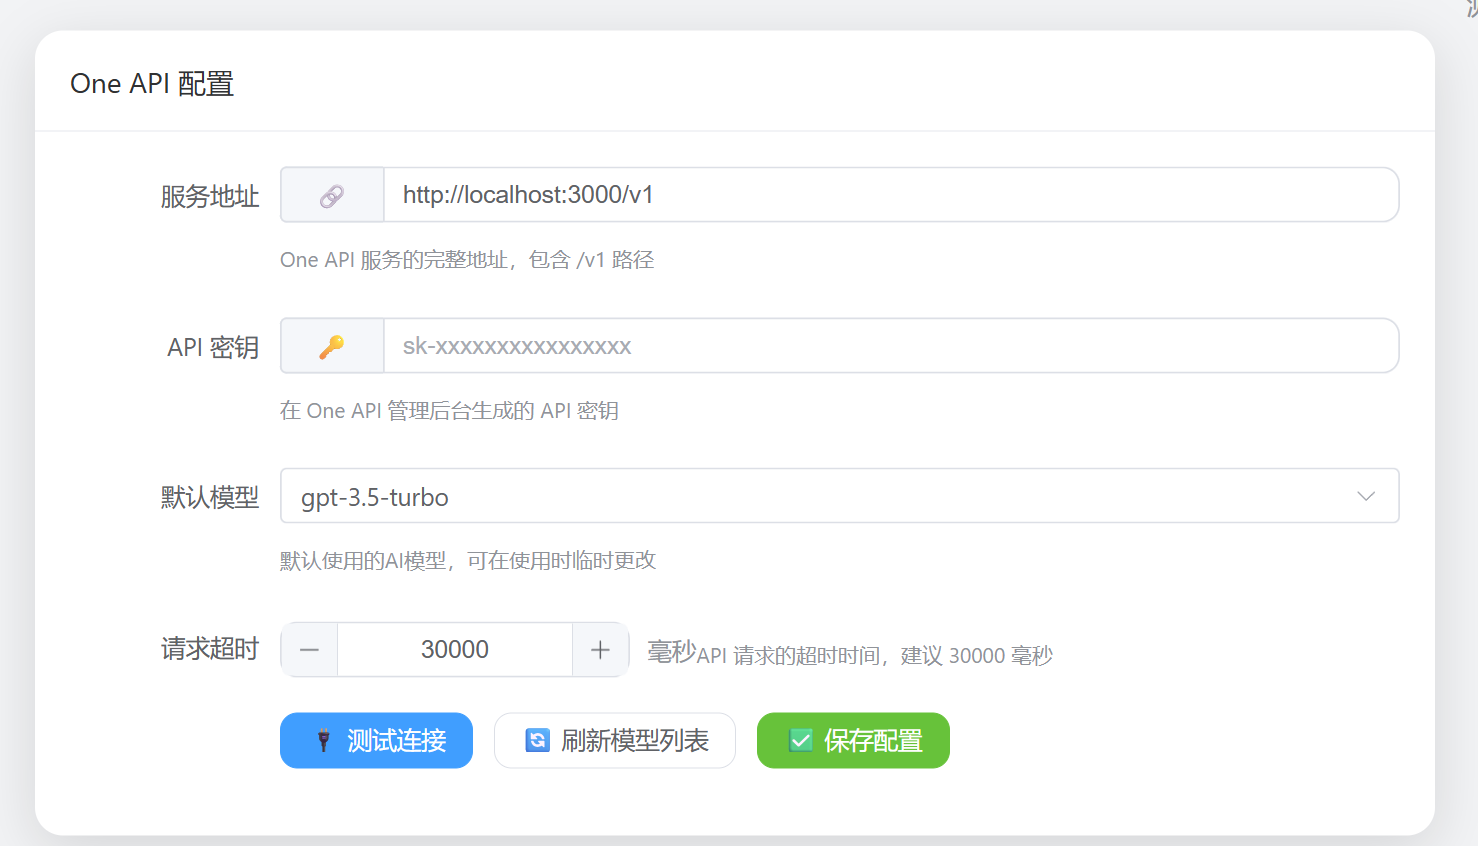 One API 配置
服务地址 http://localhost:3000/v1
One API 服务的完整地址，包含 /v1 路径
API 密钥 sk-xxxxxxxxxxxxxxxx
在 One API 管理后台生成的 API 密钥
默认模型 gpt-3.5-turbo
默认使用的AI模型，可在使用时临时更改
请求超时 30000 毫秒API 请求的超时时间，建议 30000 毫秒
测试连接 刷新模型列表 保存配置